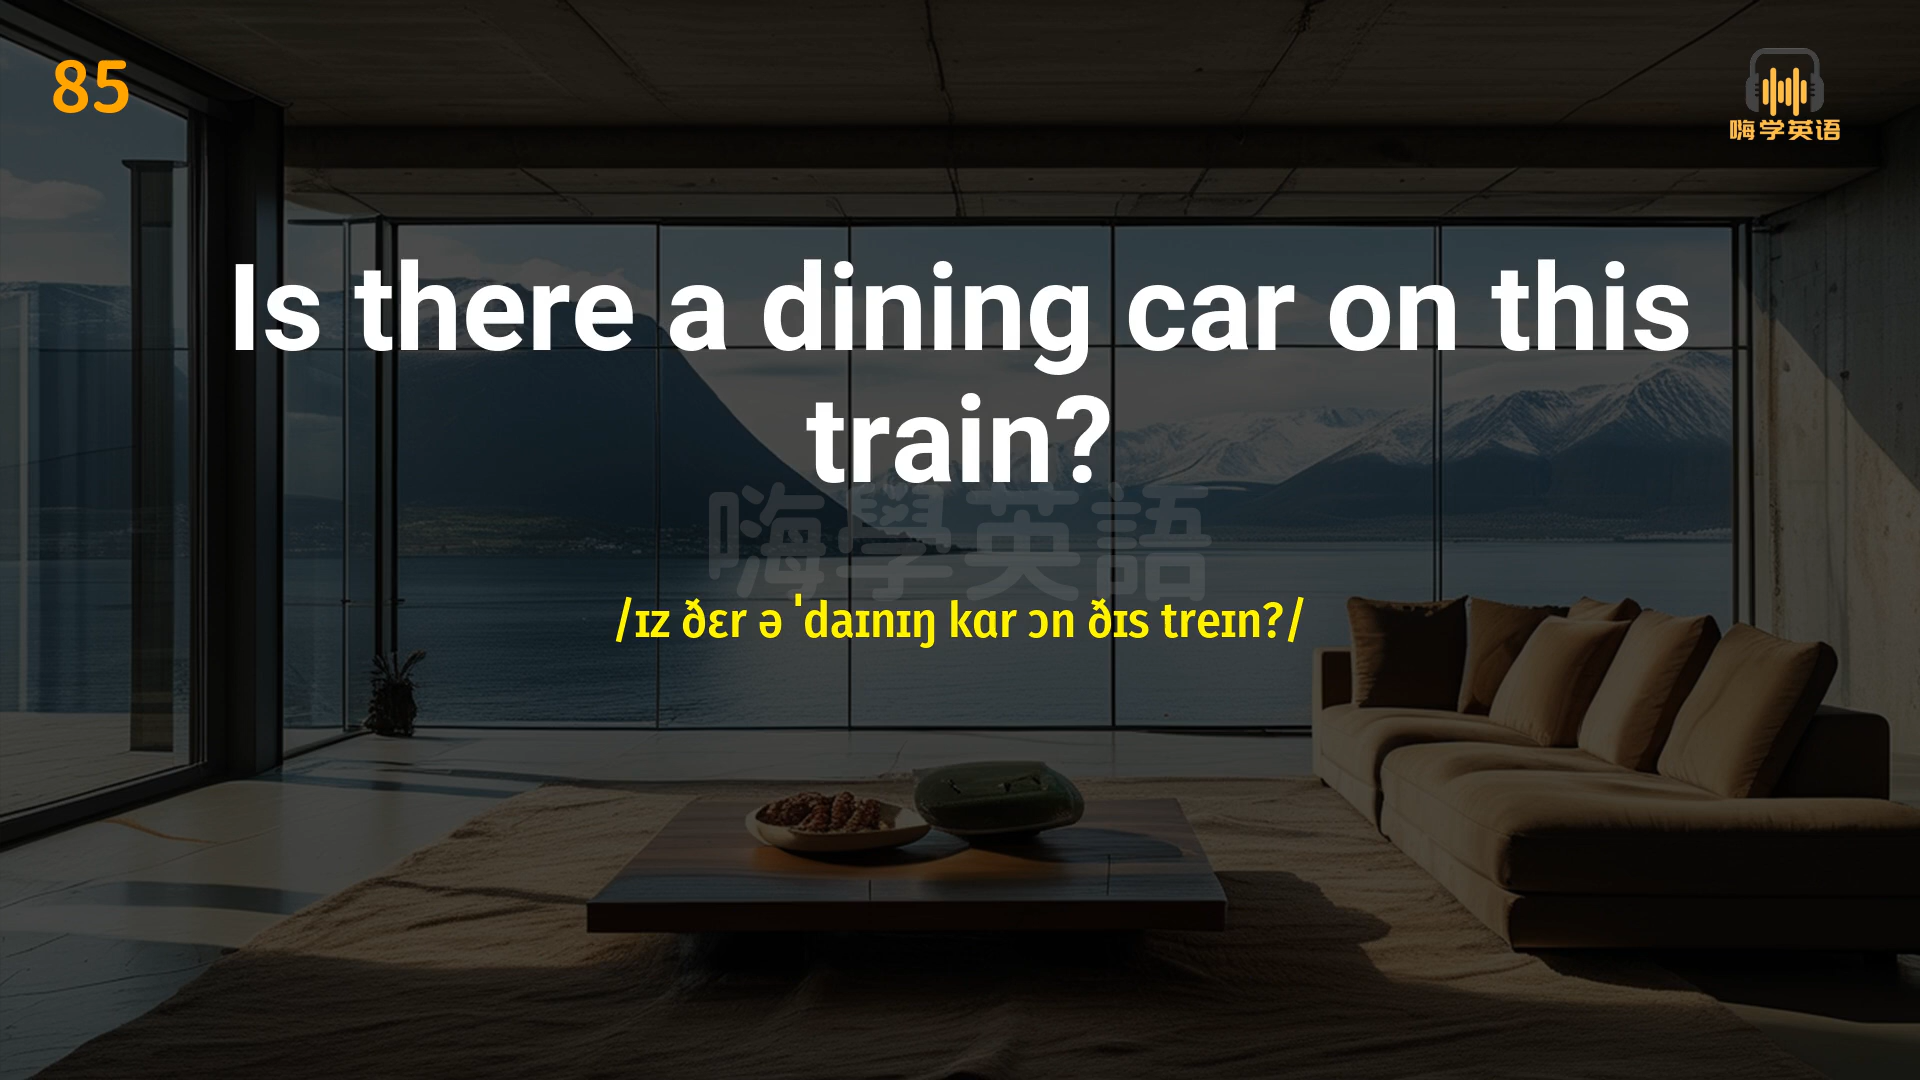 85
嗨学英语
Is there a dining car on this
train?
嗨學英語
/ɪz ðɛr ə ˈdaɪnɪŋ kɑr ɔn ðɪs treɪn?/